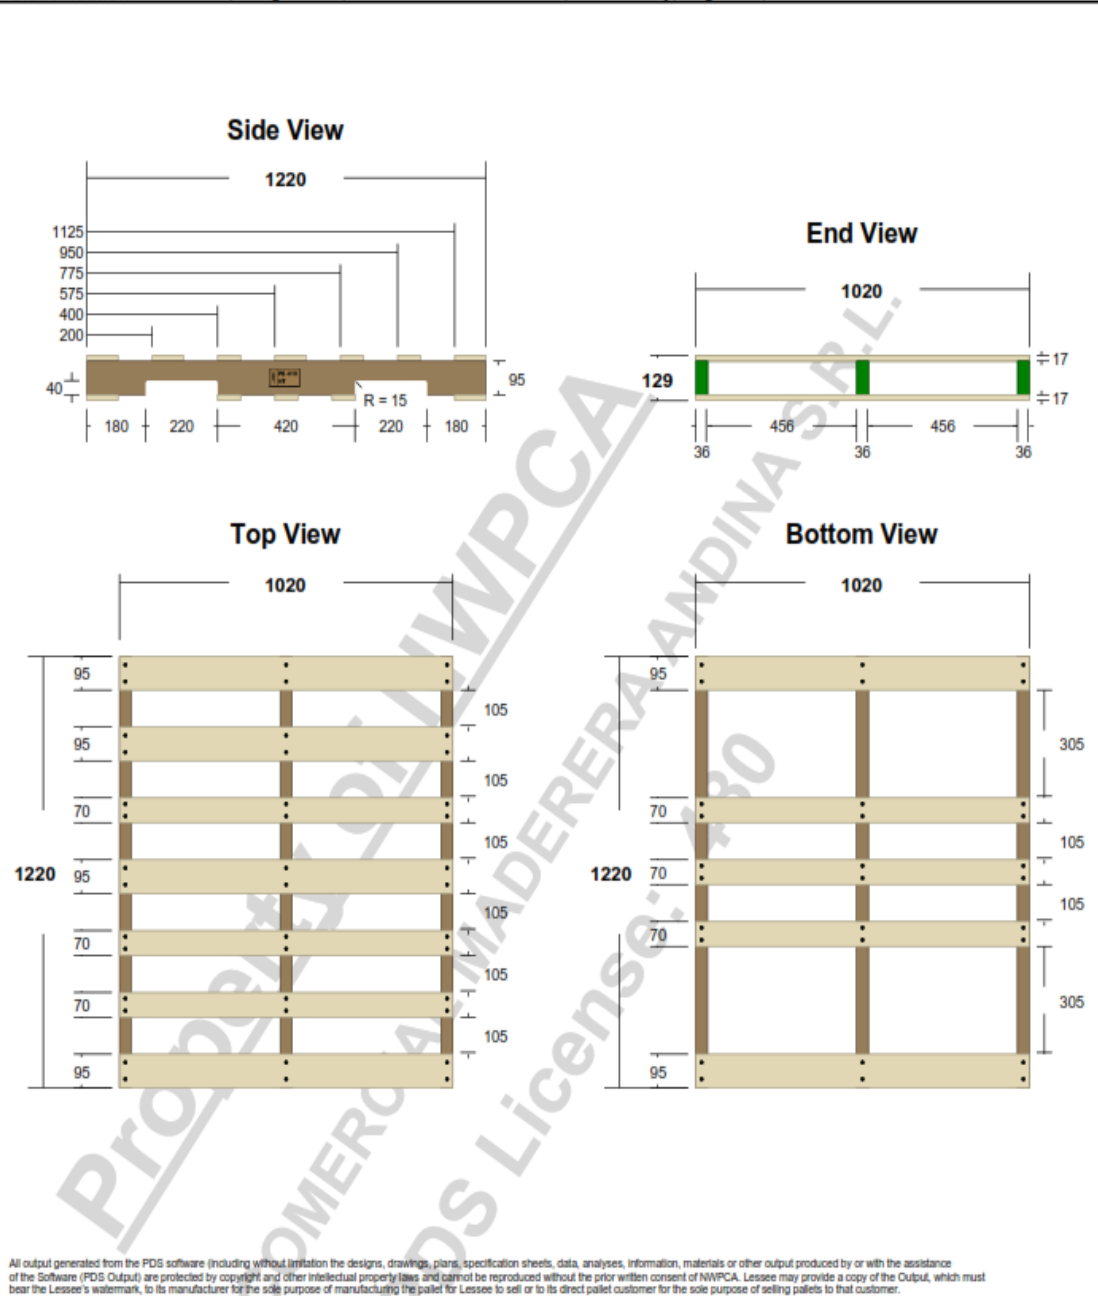 Side View
1220
1125
950
775
575
400
200
40
95
R = 15
180 220 420 220 180
End View
1020
129
17
17
456 456
36 36 36
Top View
1020
95
105
95
105
70
105
1220 95
105
70
105
70
105
95
Bottom View
1020
95
305
70
105
1220 70
105
70
305
95
Property of NWPCA
COMERCIAL MADERERA ANDINA S.R.L.
PDS License: 430
All output generated from the PDS software (including without limitation the designs, drawings, plans, specification sheets, data, analyses, information, materials or other output produced by or with the assistance
of the Software (PDS Output) are protected by copyright and other intellectual property laws and cannot be reproduced without the prior written consent of NWPCA. Lessee may provide a copy of the Output, which must
bear the Lessee's watermark, to its manufacturer for the sole purpose of manufacturing the pallet for Lessee to sell or to its direct pallet customer for the sole purpose of selling pallets to that customer.